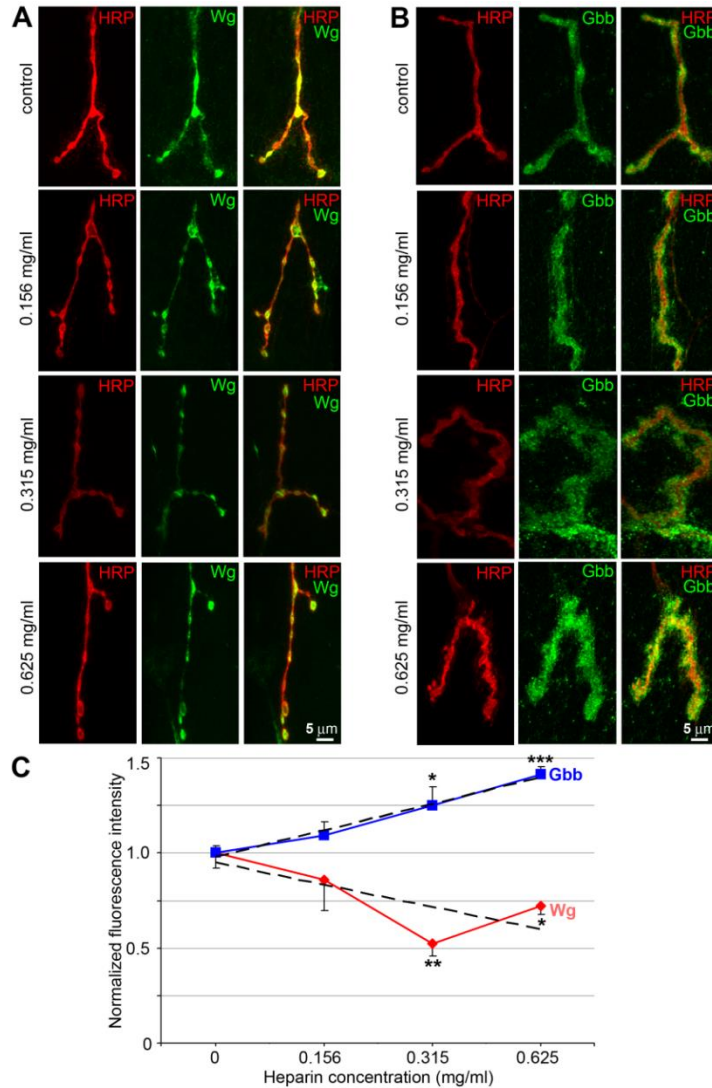 A
HRP
Wg
HRP
Wg
control
HRP
Wg
HRP
Wg
0.156 mg/ml
HRP
Wg
HRP
Wg
0.315 mg/ml
HRP
Wg
HRP
Wg
0.625 mg/ml
5 μm
B
HRP
Gbb
HRP
Gbb
control
HRP
Gbb
HRP
Gbb
0.156 mg/ml
HRP
Gbb
HRP
Gbb
0.315 mg/ml
HRP
Gbb
HRP
Gbb
0.625 mg/ml
5 μm
C
Normalized fluorescence intensity
1.5
1.0
0.5
0
*
***
Gbb
Wg
*
**
0 0.156 0.315 0.625
Heparin concentration (mg/ml)